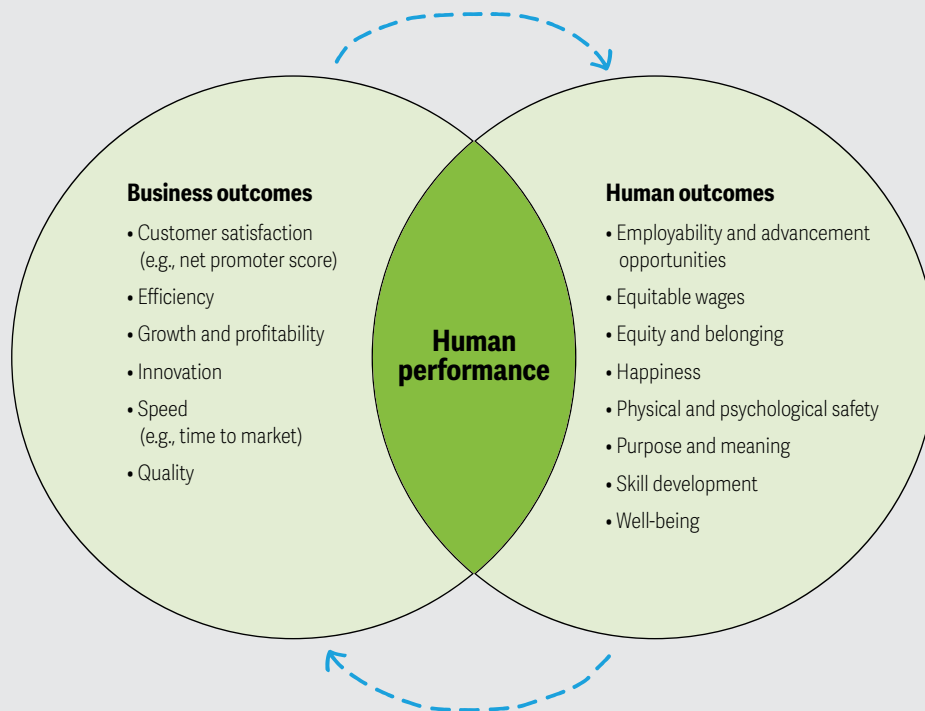 Business outcomes
• Customer satisfaction
(e.g., net promoter score)
• Efficiency
• Growth and profitability
• Innovation
• Speed
(e.g., time to market)
• Quality
Human
performance
Human outcomes
• Employability and advancement
opportunities
• Equitable wages
• Equity and belonging
• Happiness
• Physical and psychological safety
• Purpose and meaning
• Skill development
• Well-being